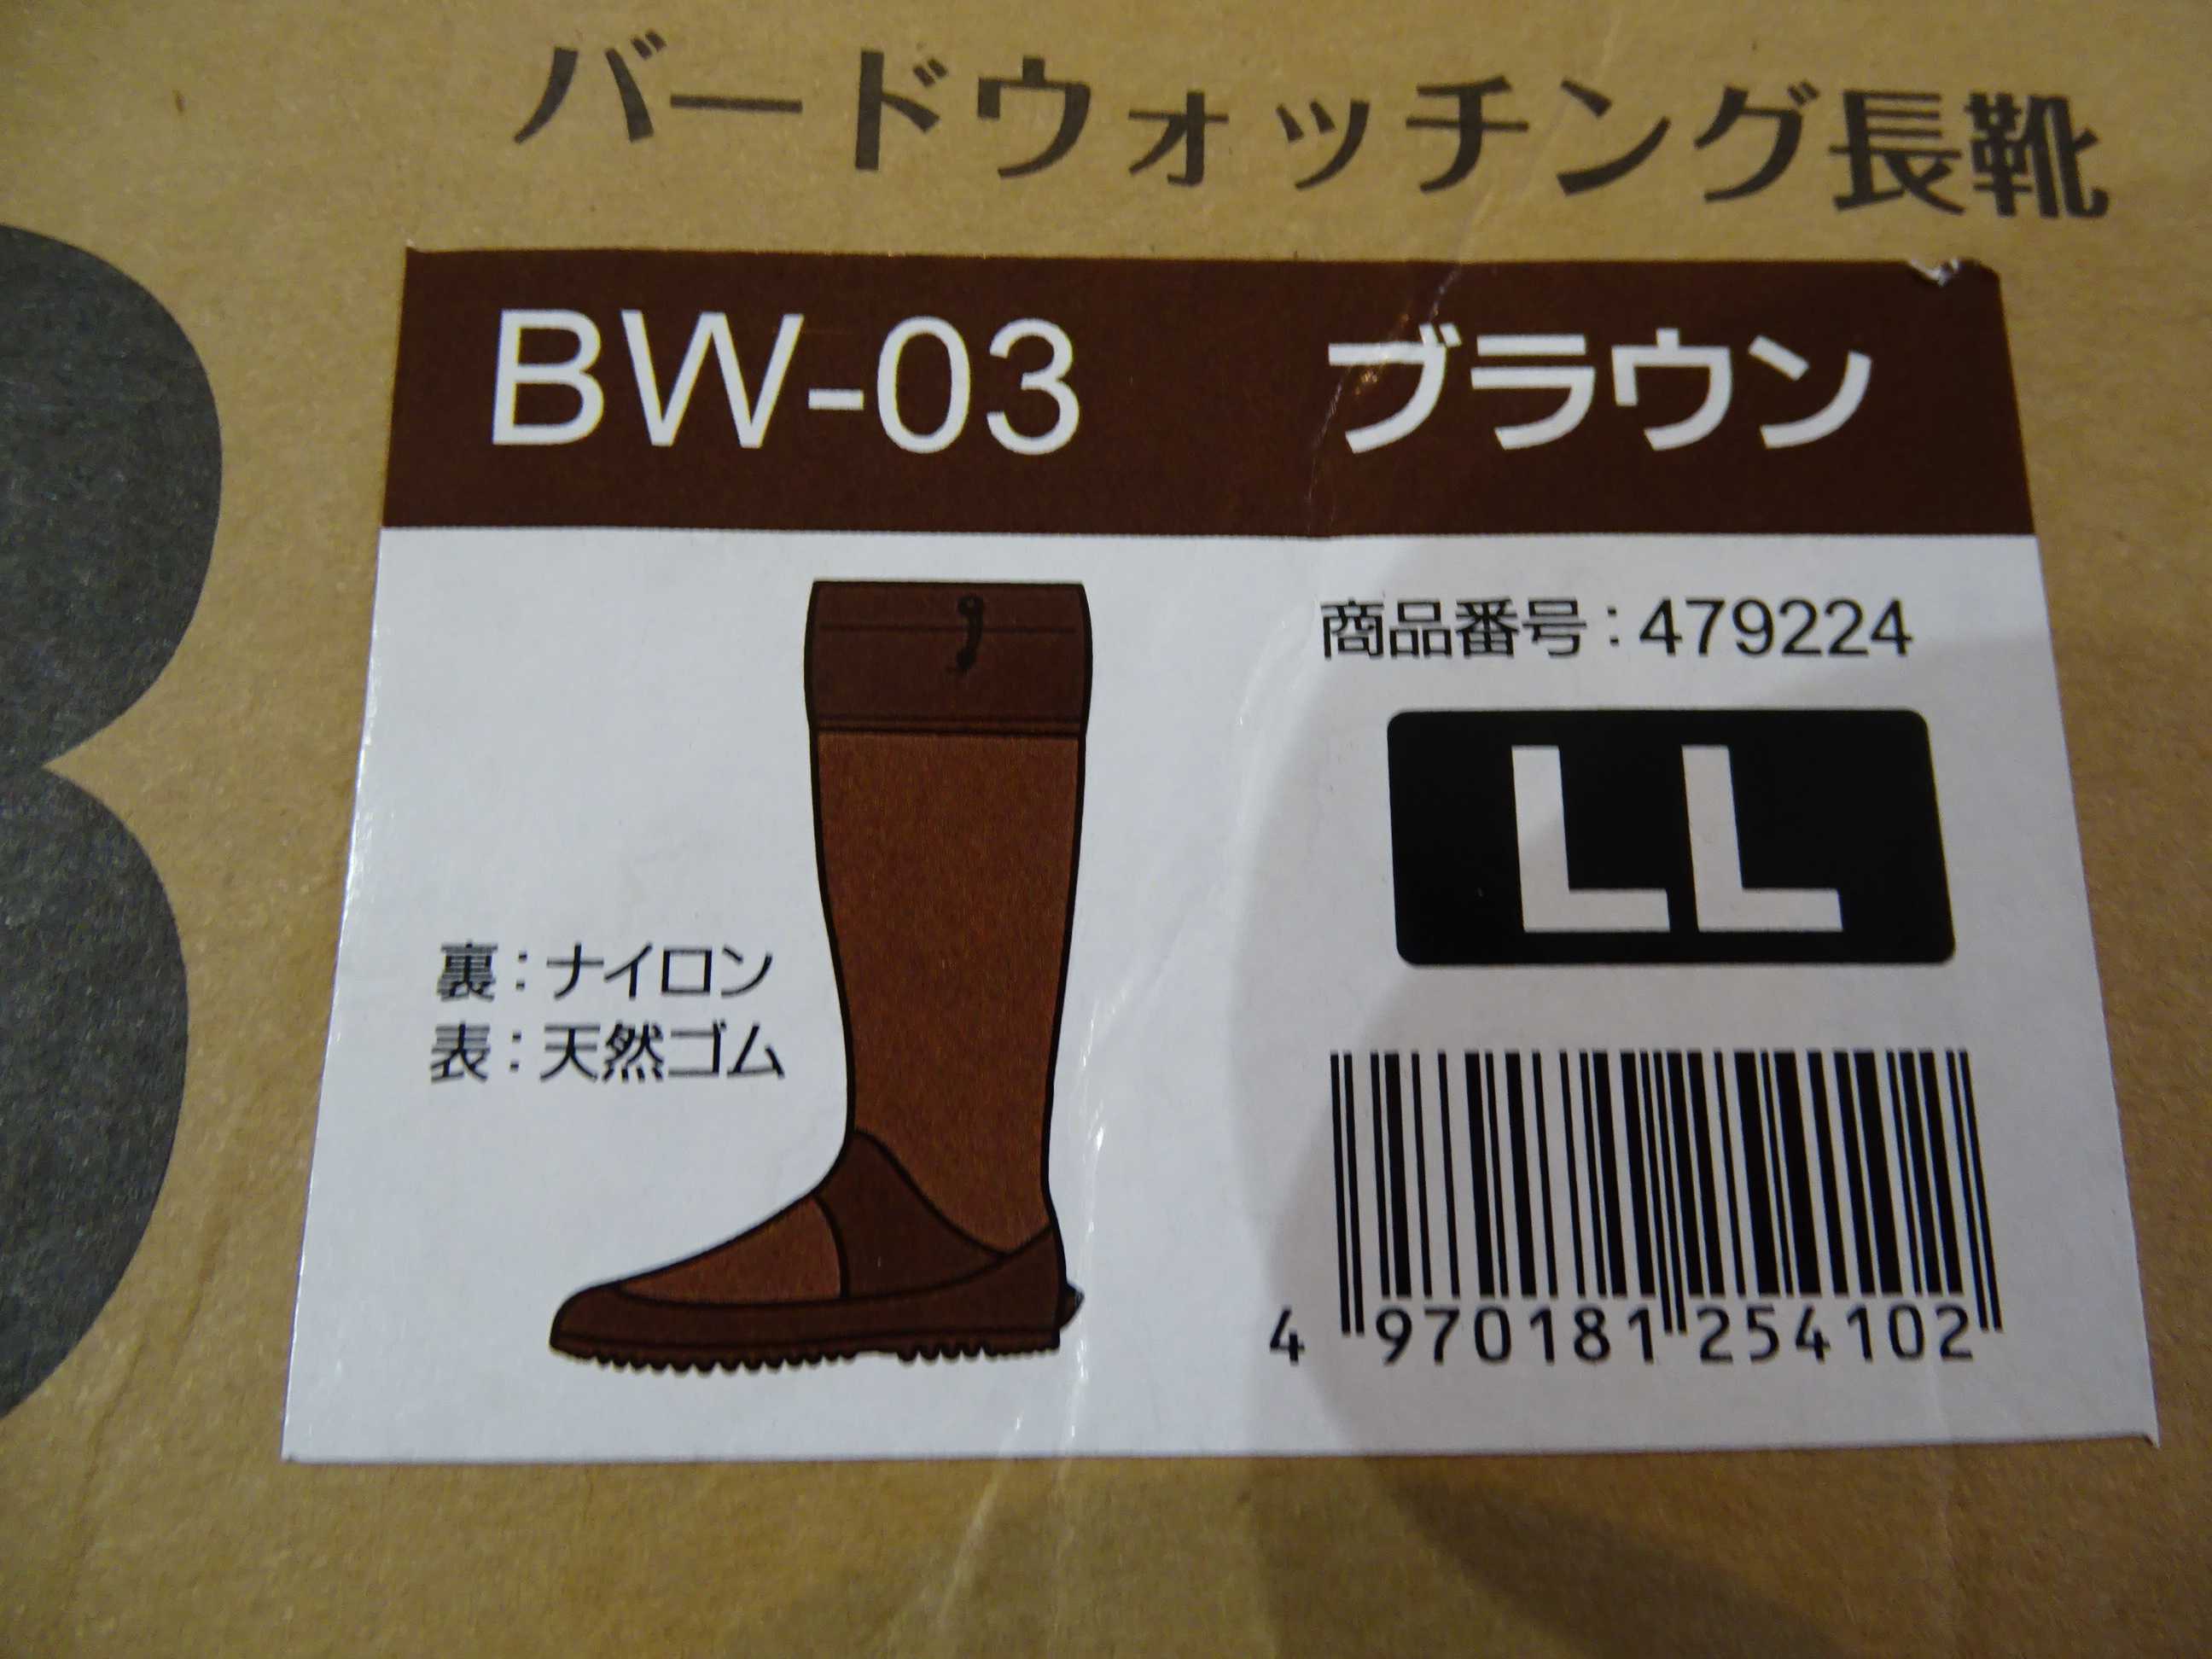 バードウォッチング長靴
BW-03 ブラウン
商品番号:479224
LL
裏:ナイロン
表:天然ゴム
4 970181 254102